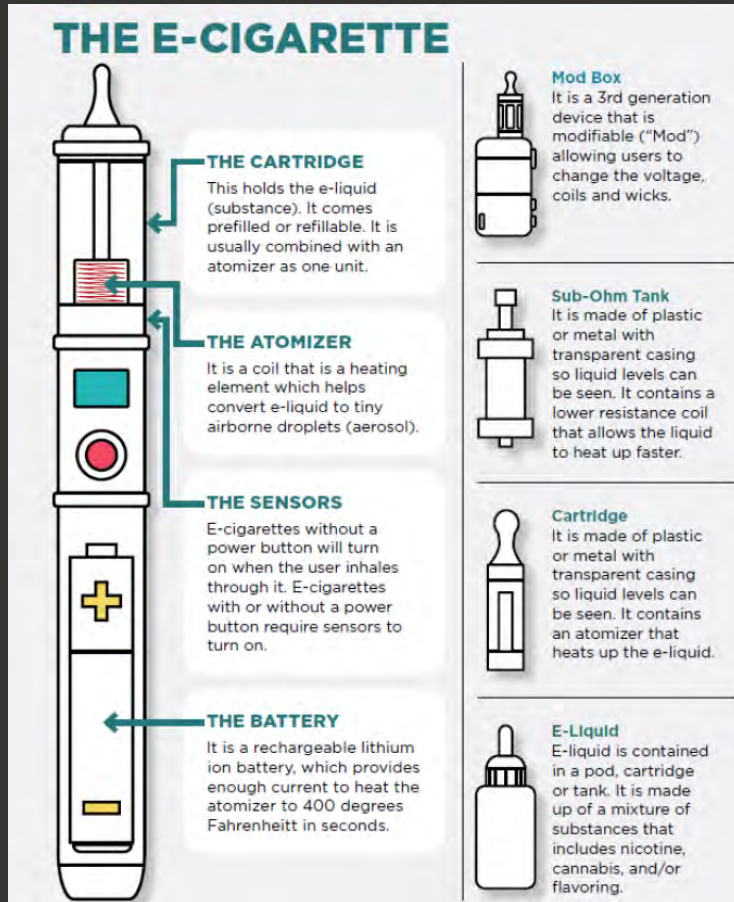 THE E-CIGARETTE
THE CARTRIDGE
This holds the e-liquid
(substance). It comes
prefilled or refillable. It is
usually combined with an
atomizer as one unit.
THE ATOMIZER
It is a coil that is a heating
element which helps
convert e-liquid to tiny
airborne droplets (aerosol).
THE SENSORS
E-cigarettes without a
power button will turn
on when the user inhales
through it. E-cigarettes
with or without a power
button require sensors to
turn on.
THE BATTERY
It is a rechargeable lithium
ion battery, which provides
enough current to heat the
atomizer to 400 degrees
Fahrenheitt in seconds.
Mod Box
It is a 3rd generation
device that is
modifiable (“Mod”)
allowing users to
change the voltage,
coils and wicks.
Sub-Ohm Tank
It is made of plastic
or metal with
transparent casing
so liquid levels can
be seen. It contains a
lower resistance coil
that allows the liquid
to heat up faster.
Cartridge
It is made of plastic
or metal with
transparent casing
so liquid levels can
be seen. It contains
an atomizer that
heats up the e-liquid.
E-Liquid
E-liquid is contained
in a pod, cartridge
or tank. It is made
up of a mixture of
substances that
includes nicotine,
cannabis, and/or
flavoring.